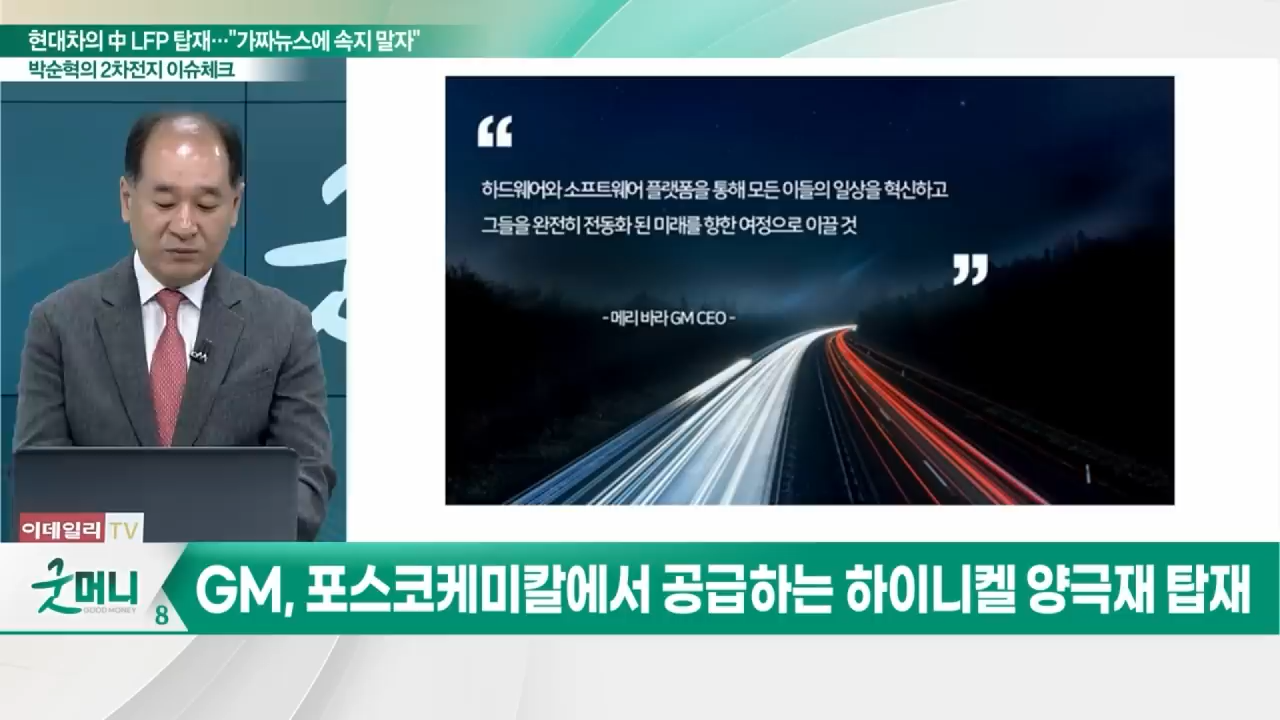 현대차의 中 LFP 탑재…"가짜뉴스에 속지 말자"
박순혁의 2차전지 이슈체크
“
하드웨어와 소프트웨어 플랫폼을 통해 모든 이들의 일상을 혁신하고
그들을 완전히 전동화 된 미래를 향한 여정으로 이끌 것
”
- 메리 바라 GM CEO -
이데일리 TV
굿머니
GOOD MONEY
8
GM, 포스코케미칼에서 공급하는 하이니켈 양극재 탑재